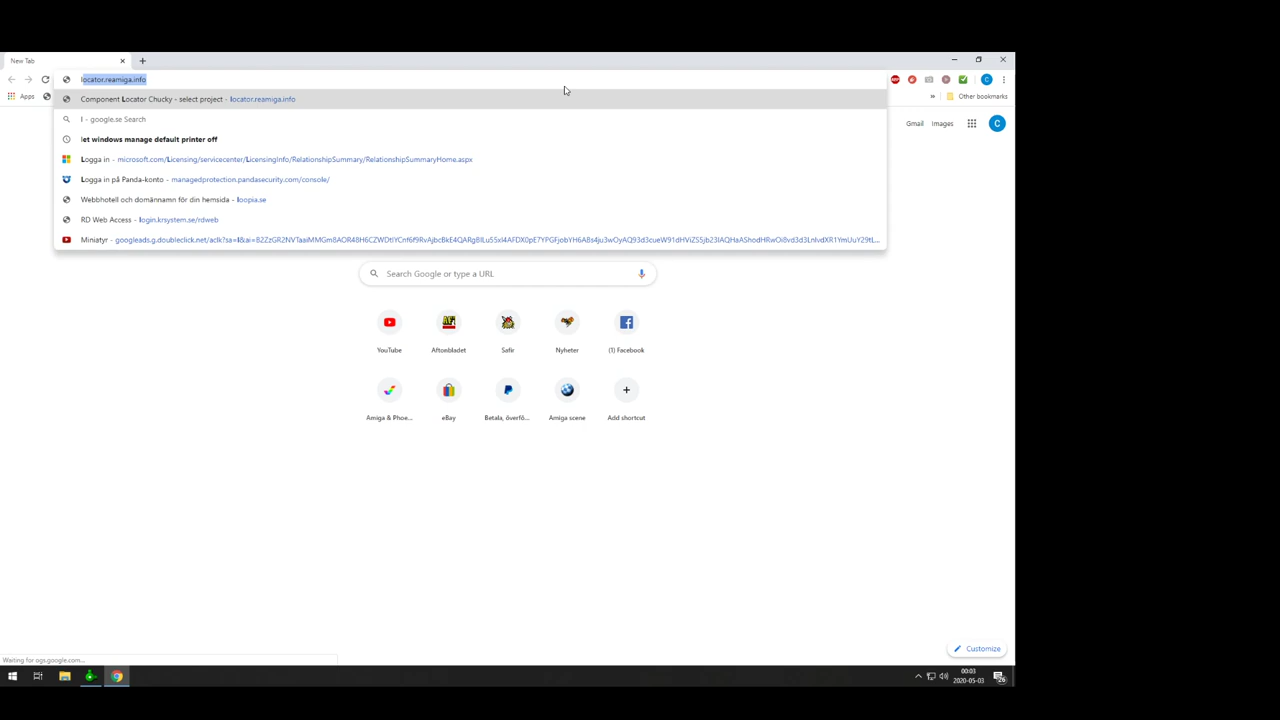 New Tab
locator.reamiga.info
Component Locator Chucky - select project - locator.reamiga.info
l - google.se Search
let windows manage default printer off
Logga in - microsoft.com/Licensing/servicecenter/LicensingInfo/RelationshipSummary/RelationshipSummaryHome.aspx
Logga in på Panda-konto - managedprotection.pandasecurity.com/console/
Webbhotell och domännamn för din hemsida - loopia.se
RD Web Access - login.krsystem.se/rdweb
Miniatyr
Apps
Other bookmarks
Gmail Images
C
Search Google or type a URL
YouTube Aftonbladet Safir Nyheter (1) Facebook
Amiga & Phoe... eBay Betala, överfö... Amiga scene Add shortcut
Customize
Waiting for ogs.google.com...
00:03
2020-05-03